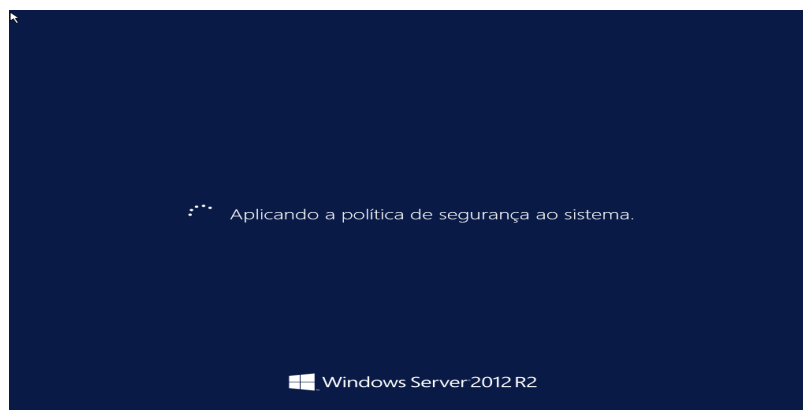 Aplicando a política de segurança ao sistema.
Windows Server 2012 R2